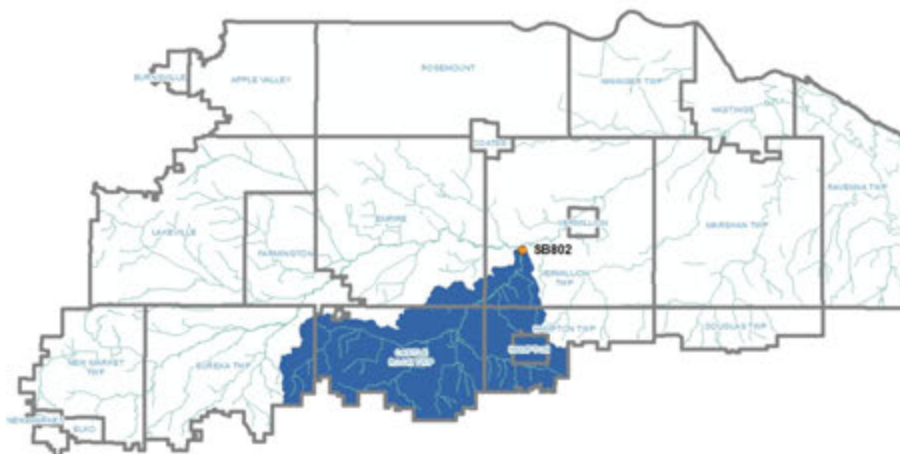 BURNSVILLE
APPLE VALLEY
ROSEMOUNT
NININGER TWP
HASTINGS
COATES
RAVENNA TWP
LAKEVILLE
EMPIRE
VERMILLION
MARSHAN TWP
FARMINGTON
SB802
VERMILLION
TWP
HAMPTON TWP
DOUGLAS TWP
NEW MARKET
TWP
EUREKA TWP
CASTLE
ROCK TWP
HAMPTON
NEW MARKET
ELKO